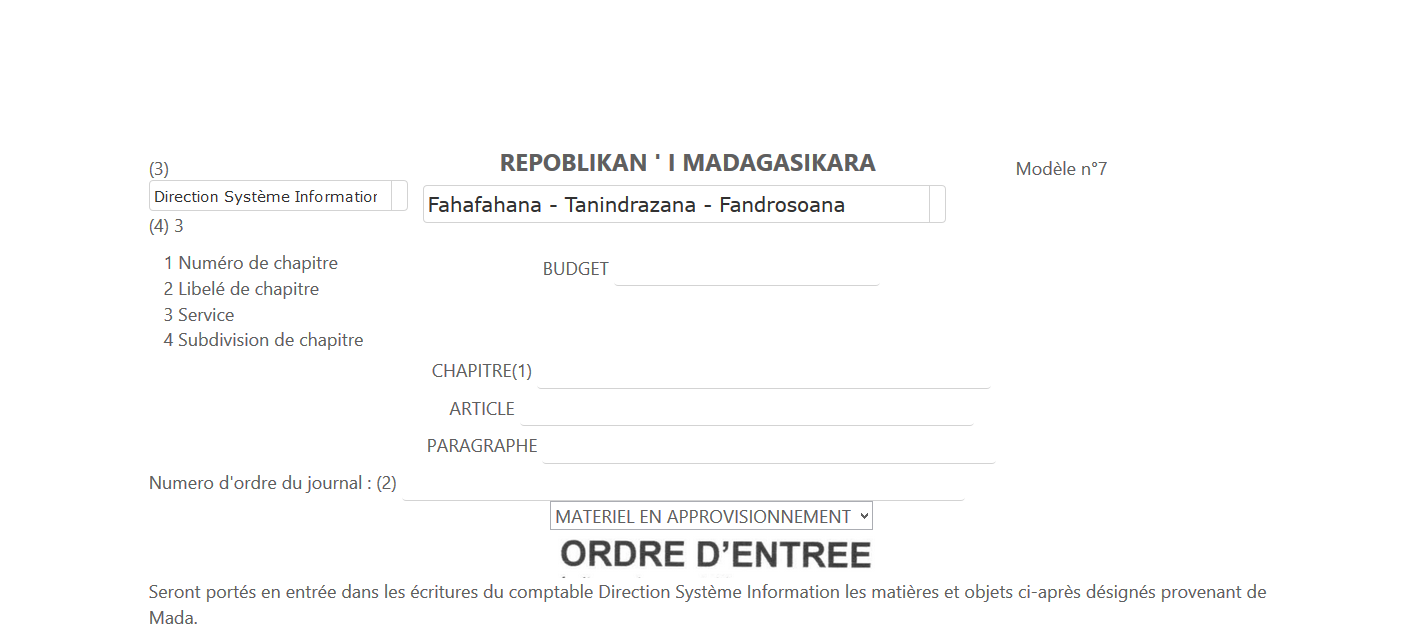 REPOBLIKAN ' I MADAGASIKARA
(3)
Modèle n°7
Direction Système Information
Fahafahana - Tanindrazana - Fandrosoana
(4) 3
1 Numéro de chapitre
BUDGET
2 Libelé de chapitre
3 Service
4 Subdivision de chapitre
CHAPITRE(1)
ARTICLE
PARAGRAPHE
Numero d'ordre du journal : (2)
MATERIEL EN APPROVISIONNEMENT
ORDRE D’ENTREE
Seront portés en entrée dans les écritures du comptable Direction Système Information les matières et objets ci-après désignés provenant de
Mada.